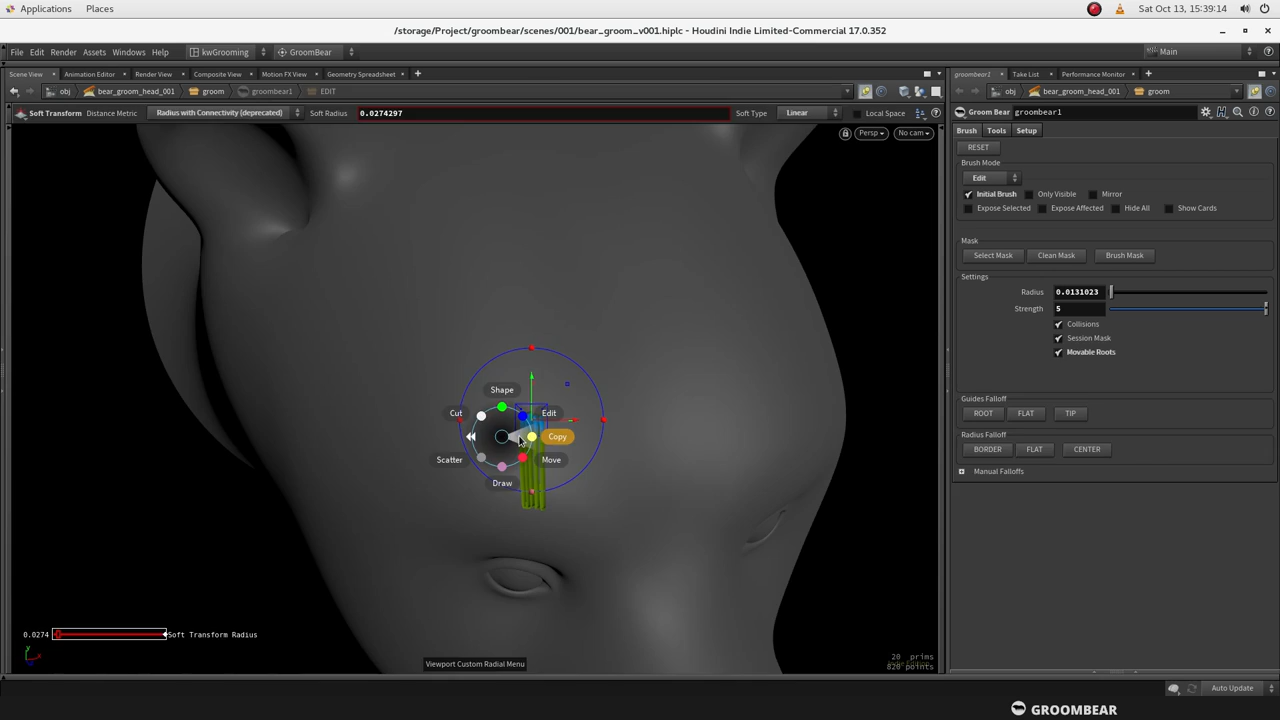 Applications Places Sat Oct 13, 15:39:14
/storage/Project/groombear/scenes/001/bear_groom_v001.hiplc - Houdini Indie Limited-Commercial 17.0.352
File Edit Render Assets Windows Help kwGrooming GroomBear Main
Scene View Animation Editor Render View Composite View Motion FX View Geometry Spreadsheet
groombear1 Take List Performance Monitor
obj bear_groom_head_001 groom groombear1 EDIT
obj bear_groom_head_001 groom
Soft Transform Distance Metric Radius with Connectivity (deprecated) Soft Radius 0.0274297 Soft Type Linear Local Space
Groom Bear groombear1
Persp No cam
Brush Tools Setup
RESET
Brush Mode
Edit
Initial Brush Only Visible Mirror
Expose Selected Expose Affected Hide All Show Cards
Mask
Select Mask Clean Mask Brush Mask
Settings
Radius 0.0131023
Strength 5
Collisions
Session Mask
Movable Roots
Guides Falloff
ROOT FLAT TIP
Radius Falloff
BORDER FLAT CENTER
Manual Falloffs
Shape
Cut Edit
Copy
Scatter Move
Draw
0.0274 Soft Transform Radius
Viewport Custom Radial Menu
20 prims
820 points
Auto Update
GROOMBEAR